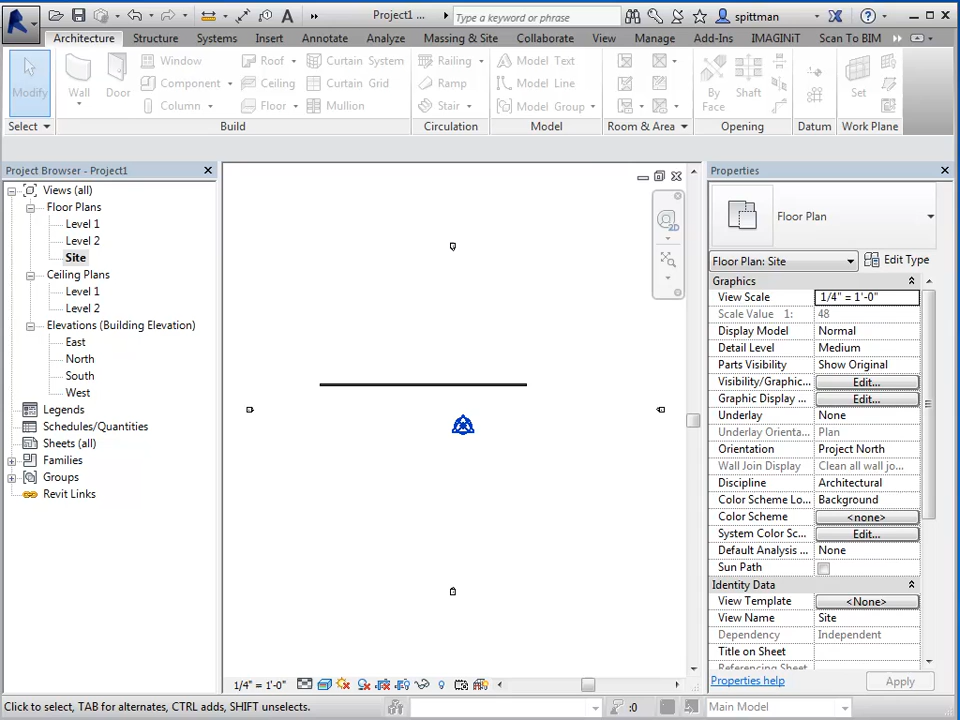 Project1 ...
Type a keyword or phrase
spittman
Architecture
Structure
Systems
Insert
Annotate
Analyze
Massing & Site
Collaborate
View
Manage
Add-Ins
IMAGINiT
Scan To BIM
Modify
Wall
Door
Window
Component
Column
Roof
Ceiling
Floor
Curtain System
Curtain Grid
Mullion
Railing
Ramp
Stair
Model Text
Model Line
Model Group
By
Face
Shaft
Set
Select
Build
Circulation
Model
Room & Area
Opening
Datum
Work Plane
Project Browser - Project1
Views (all)
Floor Plans
Level 1
Level 2
Site
Ceiling Plans
Level 1
Level 2
Elevations (Building Elevation)
East
North
South
West
Legends
Schedules/Quantities
Sheets (all)
Families
Groups
Revit Links
2D
Properties
Floor Plan
Floor Plan: Site
Edit Type
Graphics
View Scale 1/4" = 1'-0"
Scale Value 1: 48
Display Model Normal
Detail Level Medium
Parts Visibility Show Original
Visibility/Graphic... Edit...
Graphic Display ... Edit...
Underlay None
Underlay Orienta... Plan
Orientation Project North
Wall Join Display Clean all wall jo...
Discipline Architectural
Color Scheme Lo... Background
Color Scheme <none>
System Color Sc... Edit...
Default Analysis ... None
Sun Path
Identity Data
View Template <None>
View Name Site
Dependency Independent
Title on Sheet
Referencing Sheet
Properties help
Apply
1/4" = 1'-0"
Click to select, TAB for alternates, CTRL adds, SHIFT unselects.
:0
Main Model